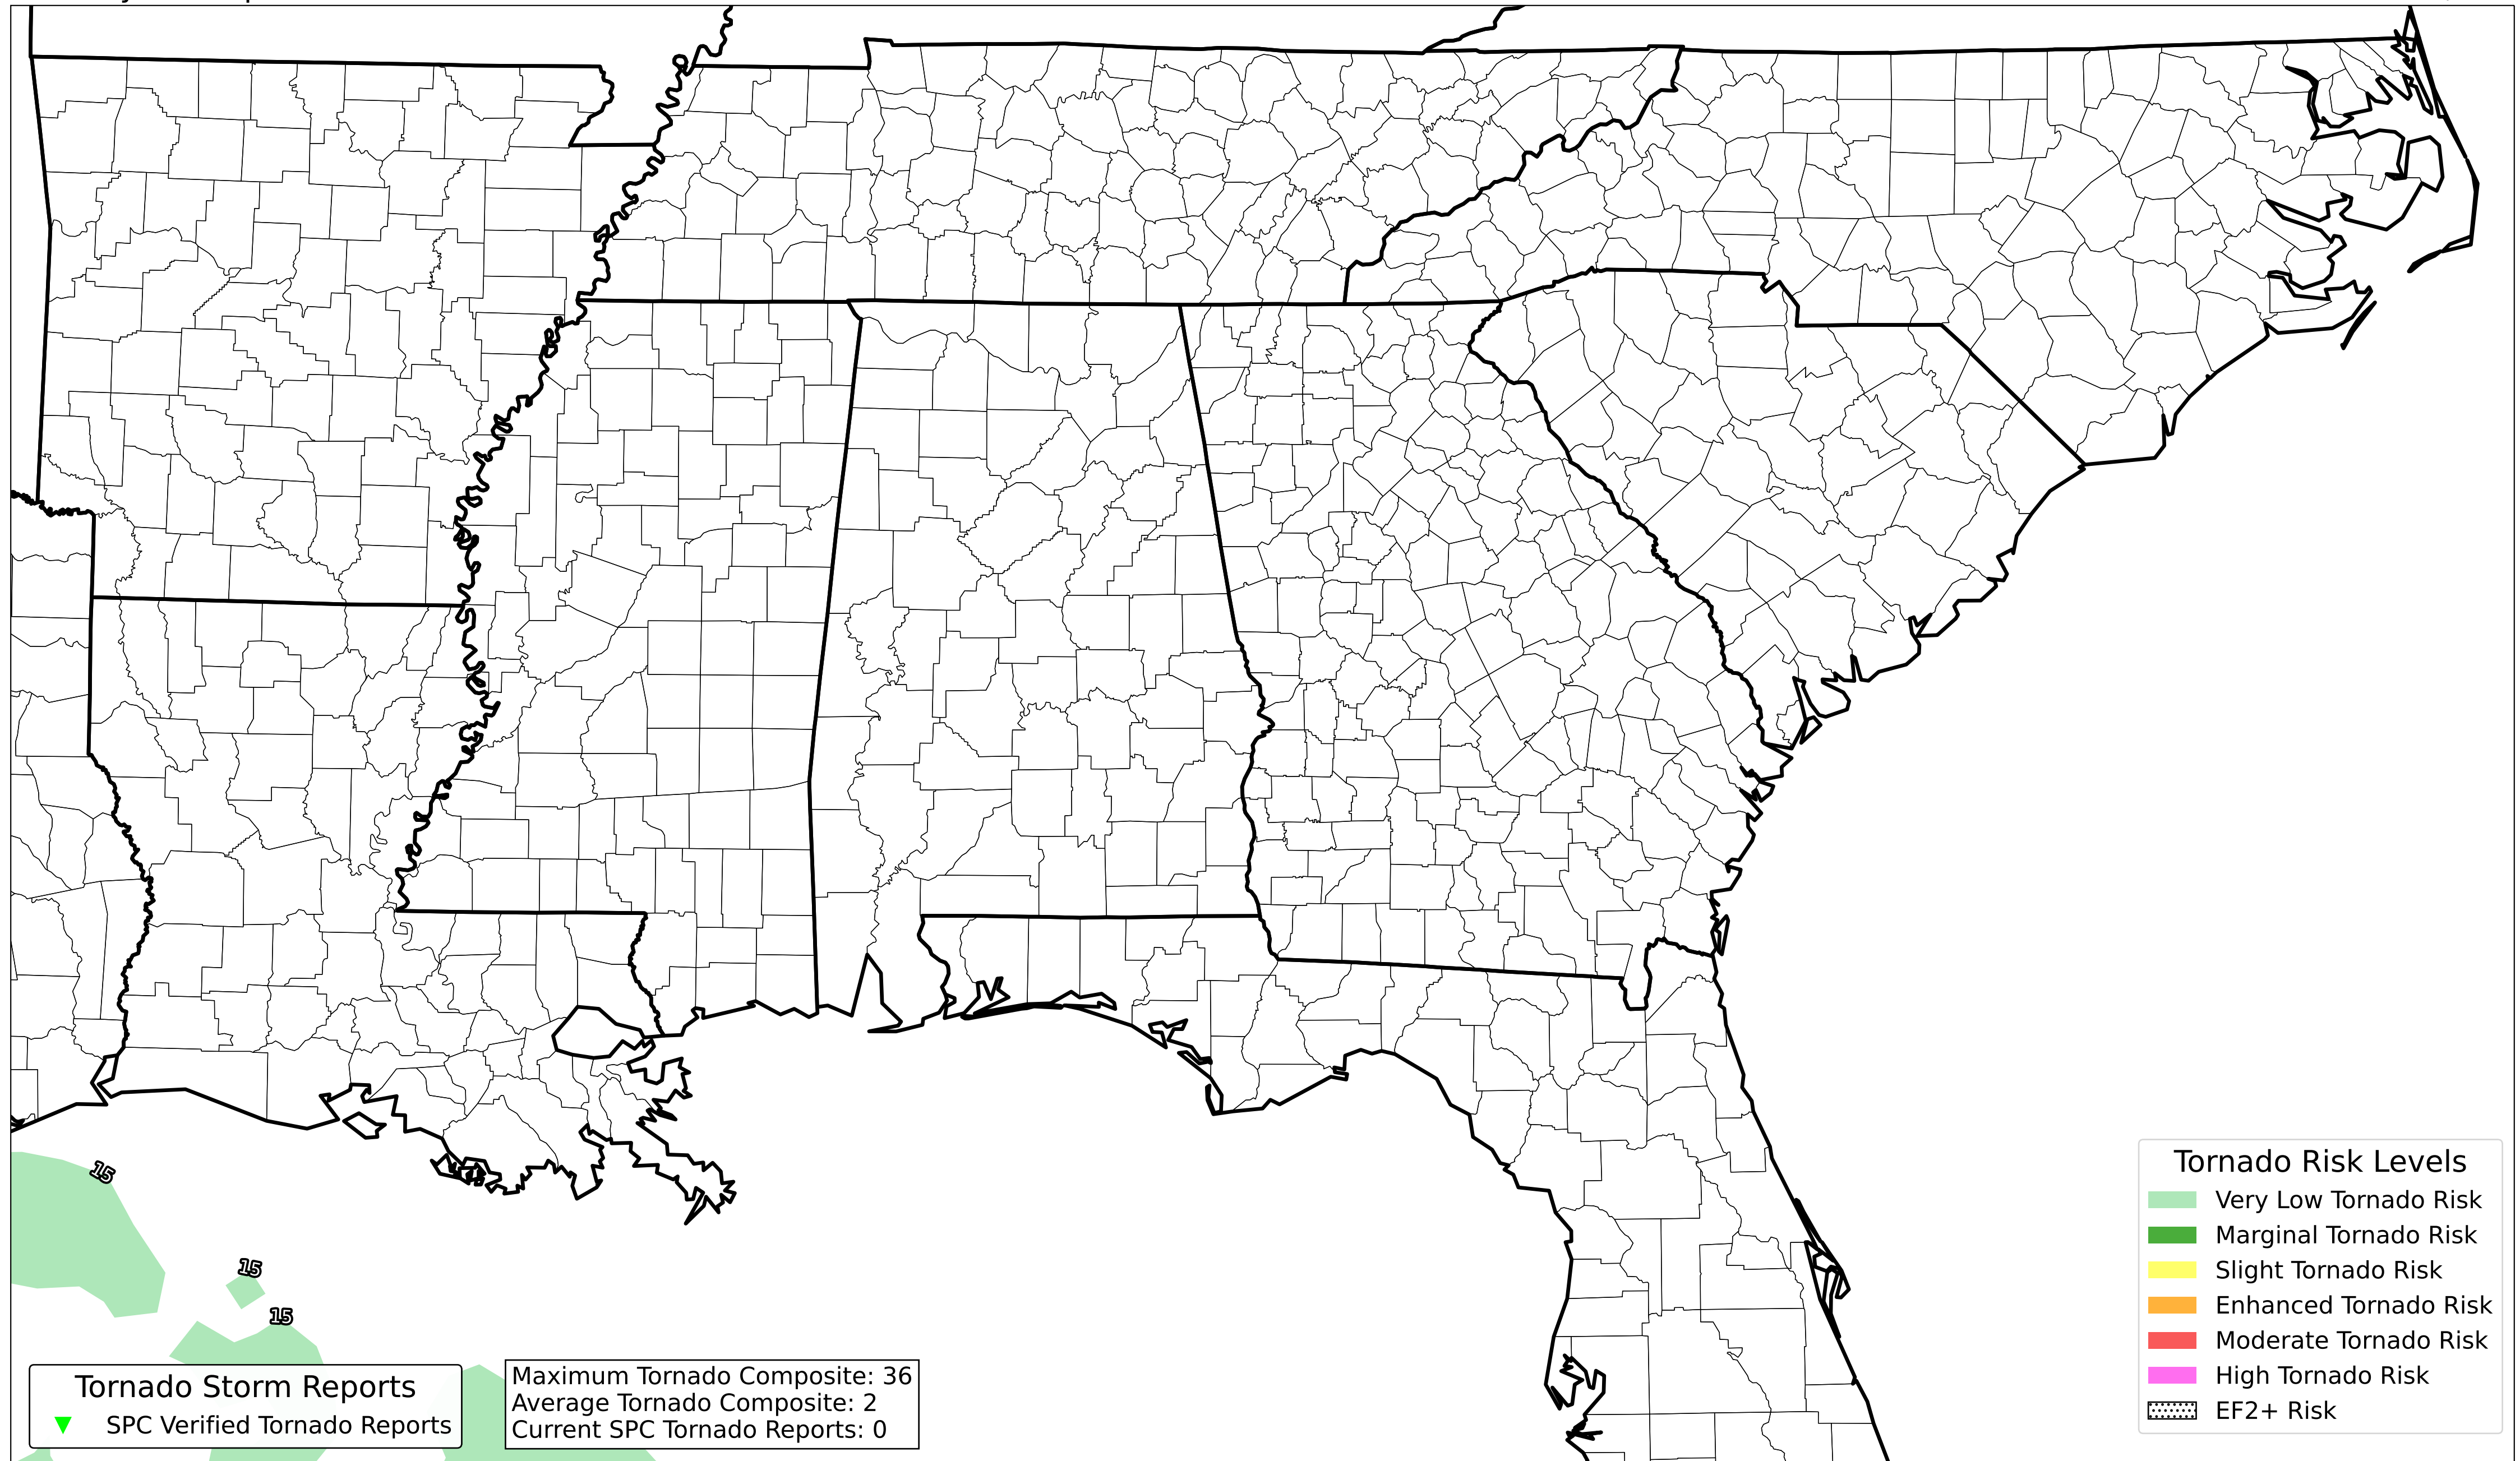 15
15
15
Tornado Storm Reports
SPC Verified Tornado Reports
Maximum Tornado Composite: 36
Average Tornado Composite: 2
Current SPC Tornado Reports: 0
Tornado Risk Levels
Very Low Tornado Risk
Marginal Tornado Risk
Slight Tornado Risk
Enhanced Tornado Risk
Moderate Tornado Risk
High Tornado Risk
EF2+ Risk